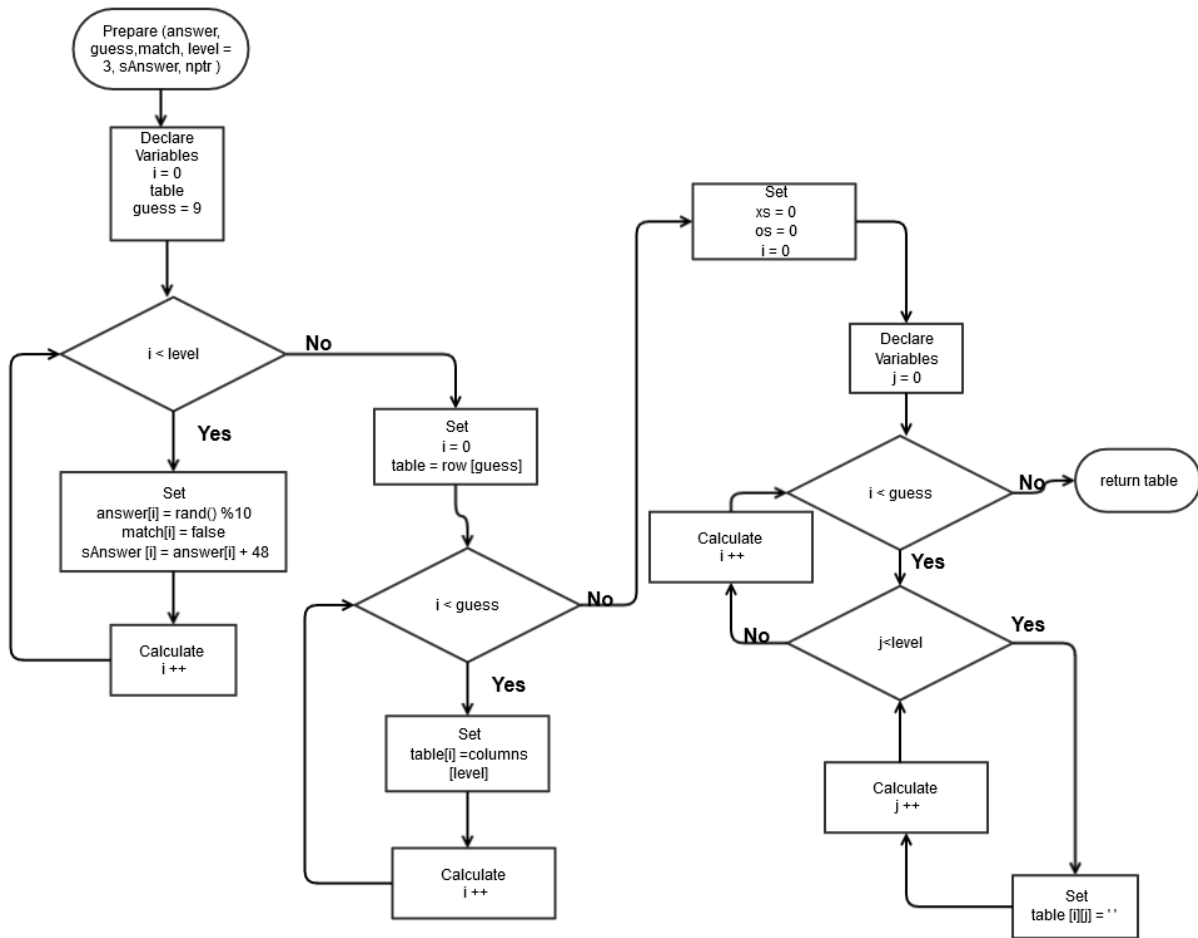 Prepare (answer,
guess,match, level =
3, sAnswer, nptr )
Declare
Variables
i = 0
table
guess = 9
i < level
No
Yes
Set
answer[i] = rand() %10
match[i] = false
sAnswer [i] = answer[i] + 48
Calculate
i ++
Set
i = 0
table = row [guess]
i < guess
No
Yes
Set
table[i] =columns
[level]
Calculate
i ++
Set
xs = 0
os = 0
i = 0
Declare
Variables
j = 0
i < guess
No
return table
Yes
Calculate
i ++
j<level
No
Yes
Calculate
j ++
Set
table [i][j] = ' '